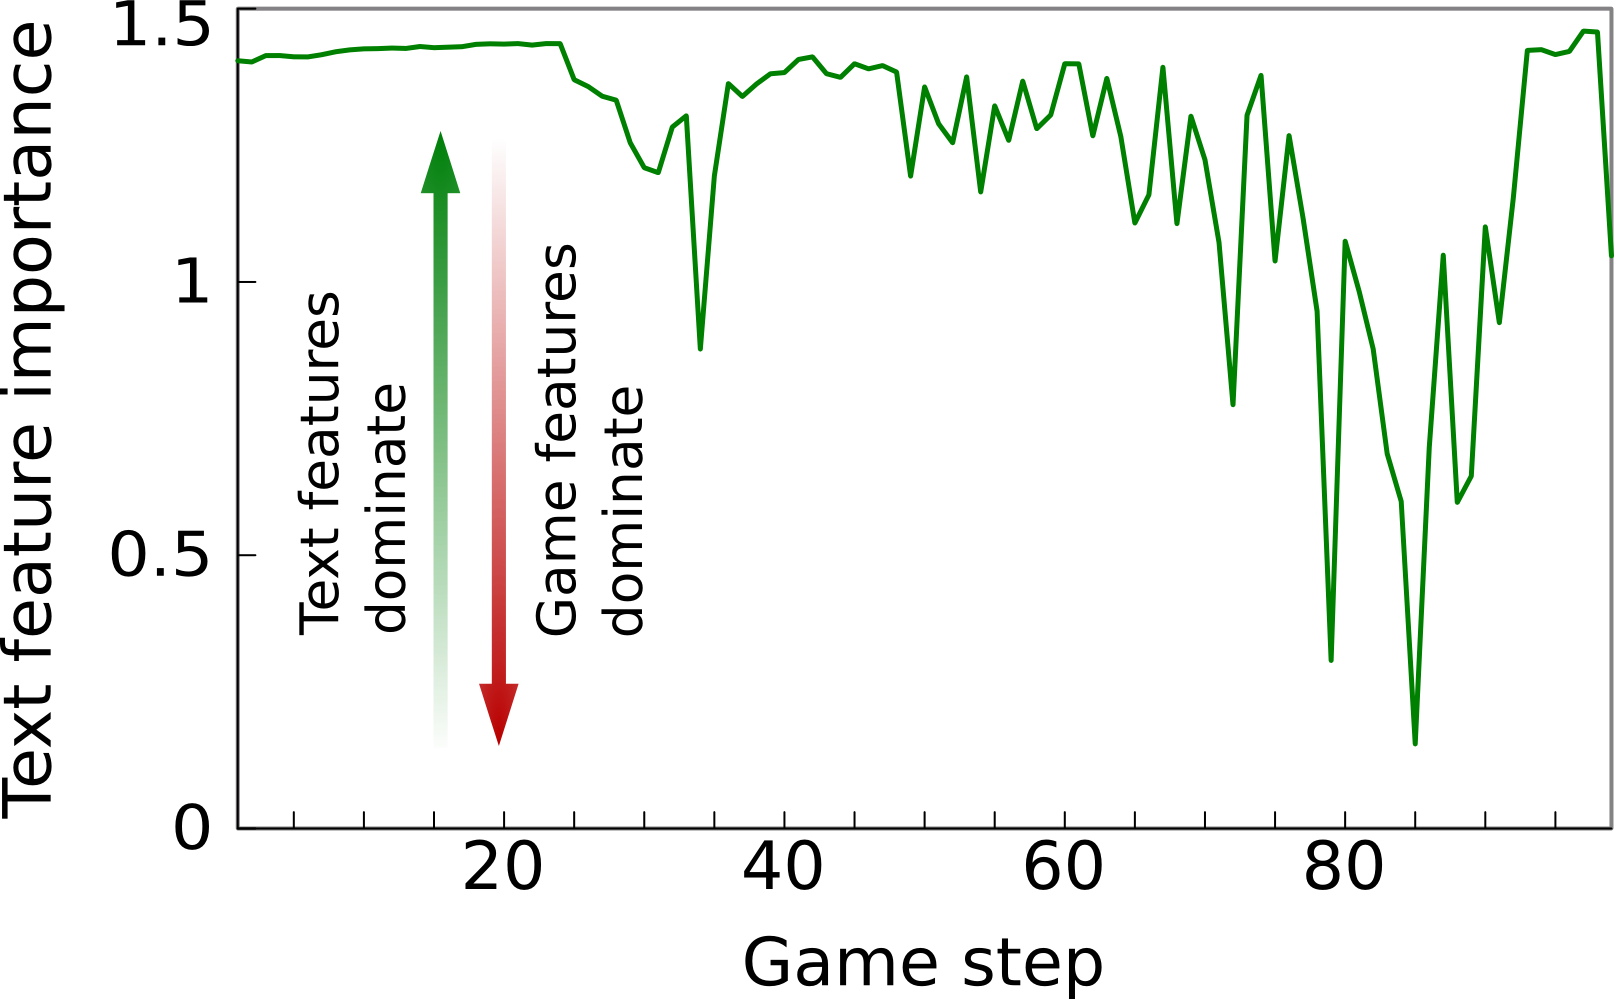 Text feature importance
1.5
1
0.5
0
Text features
dominate
Game features
dominate
20 40 60 80
Game step